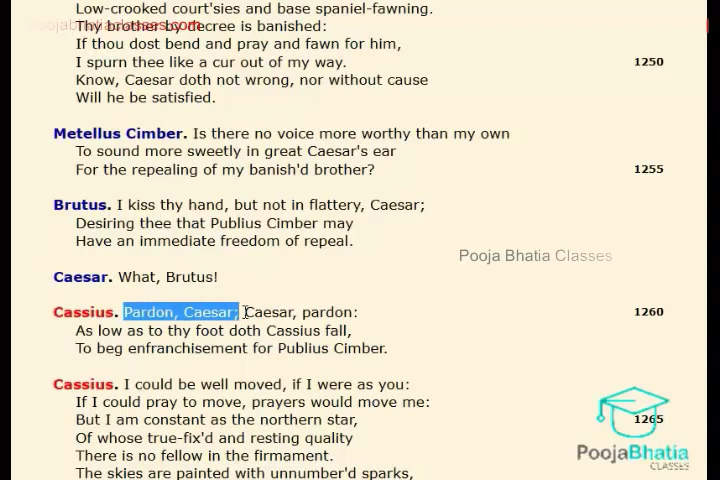 Low-crooked court'sies and base spaniel-fawning.
poojabhatiaclasses.com
Thy brother by decree is banished:
If thou dost bend and pray and fawn for him,
I spurn thee like a cur out of my way. 1250
Know, Caesar doth not wrong, nor without cause
Will he be satisfied.
Metellus Cimber. Is there no voice more worthy than my own
To sound more sweetly in great Caesar's ear
For the repealing of my banish'd brother? 1255
Brutus. I kiss thy hand, but not in flattery, Caesar;
Desiring thee that Publius Cimber may
Have an immediate freedom of repeal.
Pooja Bhatia Classes
Caesar. What, Brutus!
Cassius. Pardon, Caesar; Caesar, pardon: 1260
As low as to thy foot doth Cassius fall,
To beg enfranchisement for Publius Cimber.
Cassius. I could be well moved, if I were as you:
If I could pray to move, prayers would move me:
But I am constant as the northern star, 1265
Of whose true-fix'd and resting quality
There is no fellow in the firmament.
The skies are painted with unnumber'd sparks,
PoojaBhatia
CLASSES